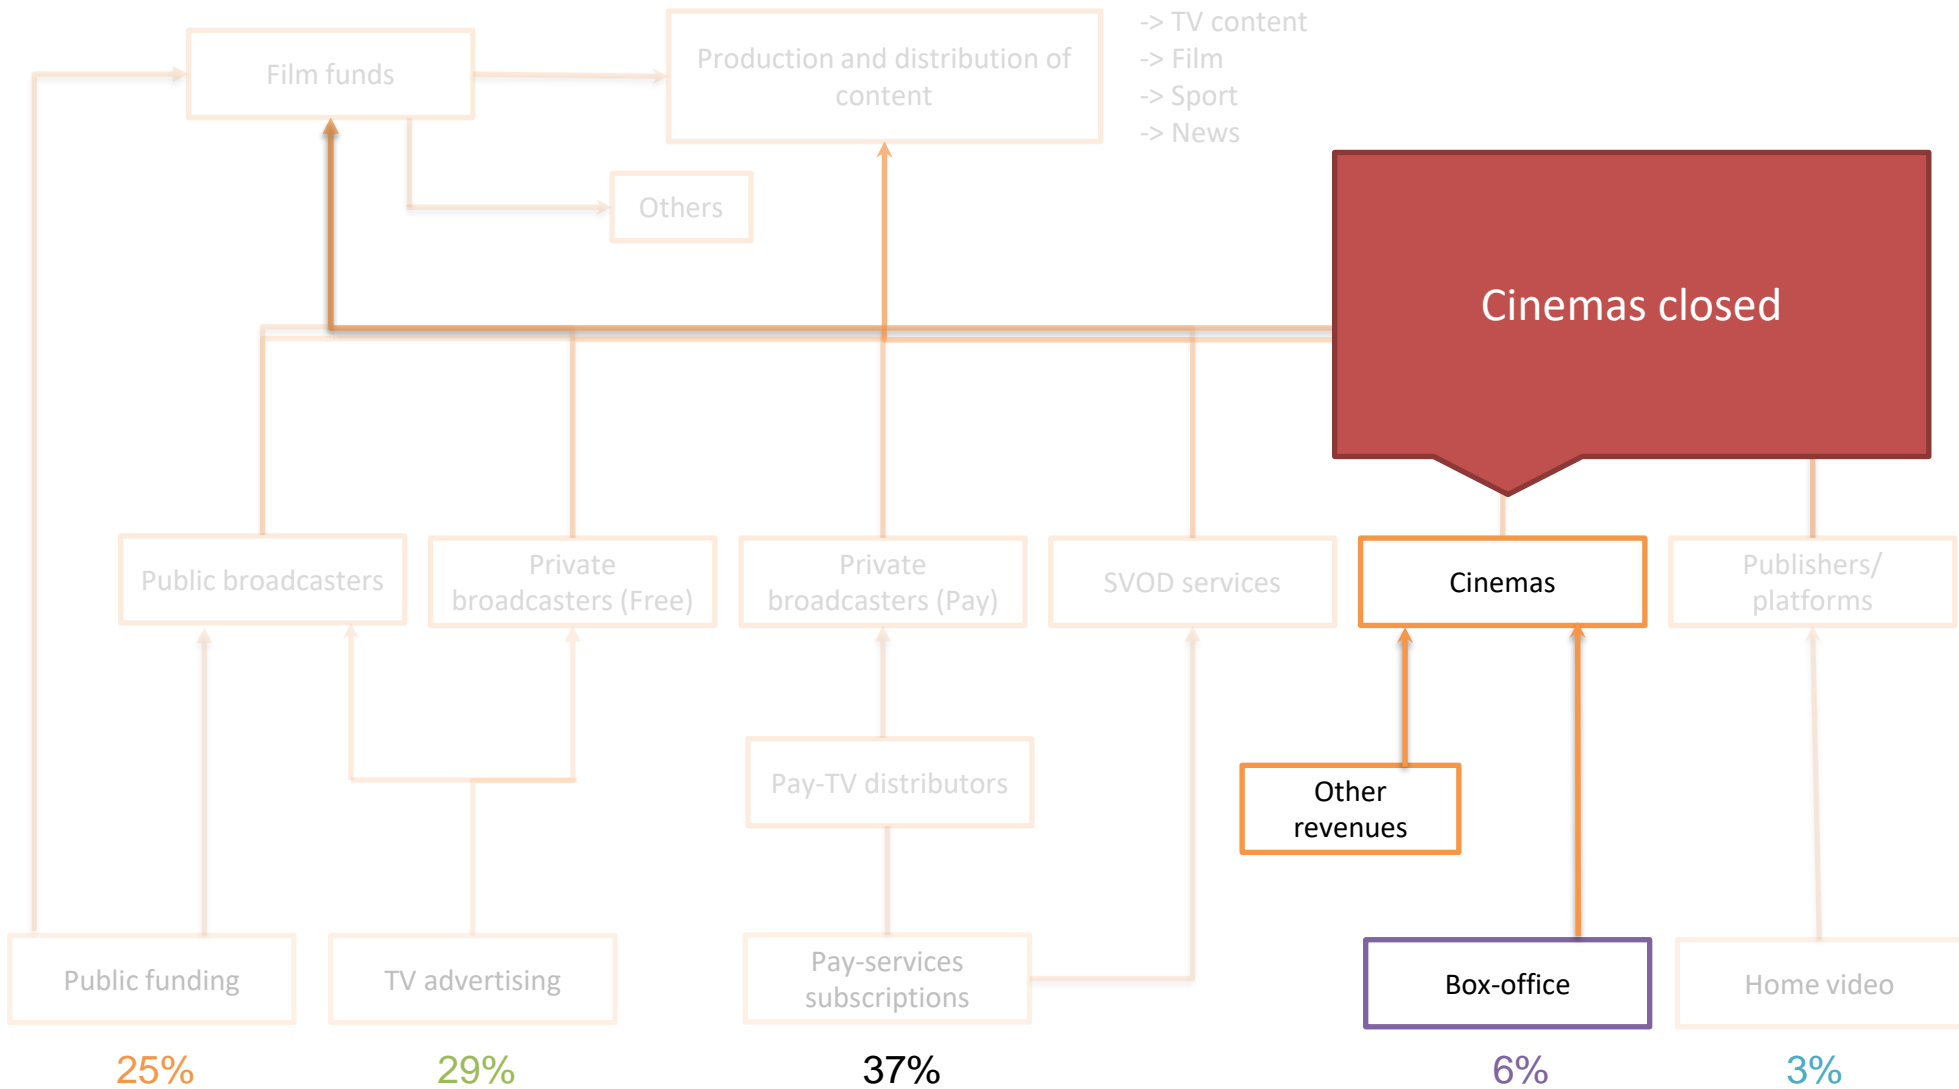 -> TV content
-> Film
-> Sport
-> News
Film funds
Production and distribution of
content
Others
Cinemas closed
Public broadcasters
Private
broadcasters (Free)
Private
broadcasters (Pay)
SVOD services
Cinemas
Publishers/
platforms
Pay-TV distributors
Other
revenues
Public funding
TV advertising
Pay-services
subscriptions
Box-office
Home video
25%
29%
37%
6%
3%